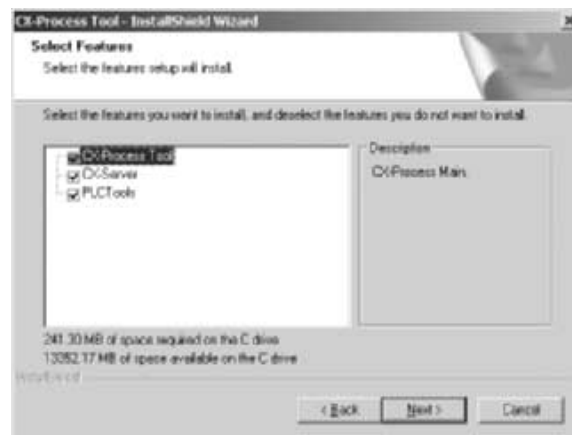 CX-Process Tool - InstallShield Wizard
Select Features
Select the features setup will install.
Select the features you want to install, and deselect the features you do not want to install.
CX-Process Tool
CX-Server
PLCTools
Description
CX-Process Main.
241.30 MB of space required on the C drive
13352.17 MB of space available on the C drive
InstallShield
< Back
Next >
Cancel